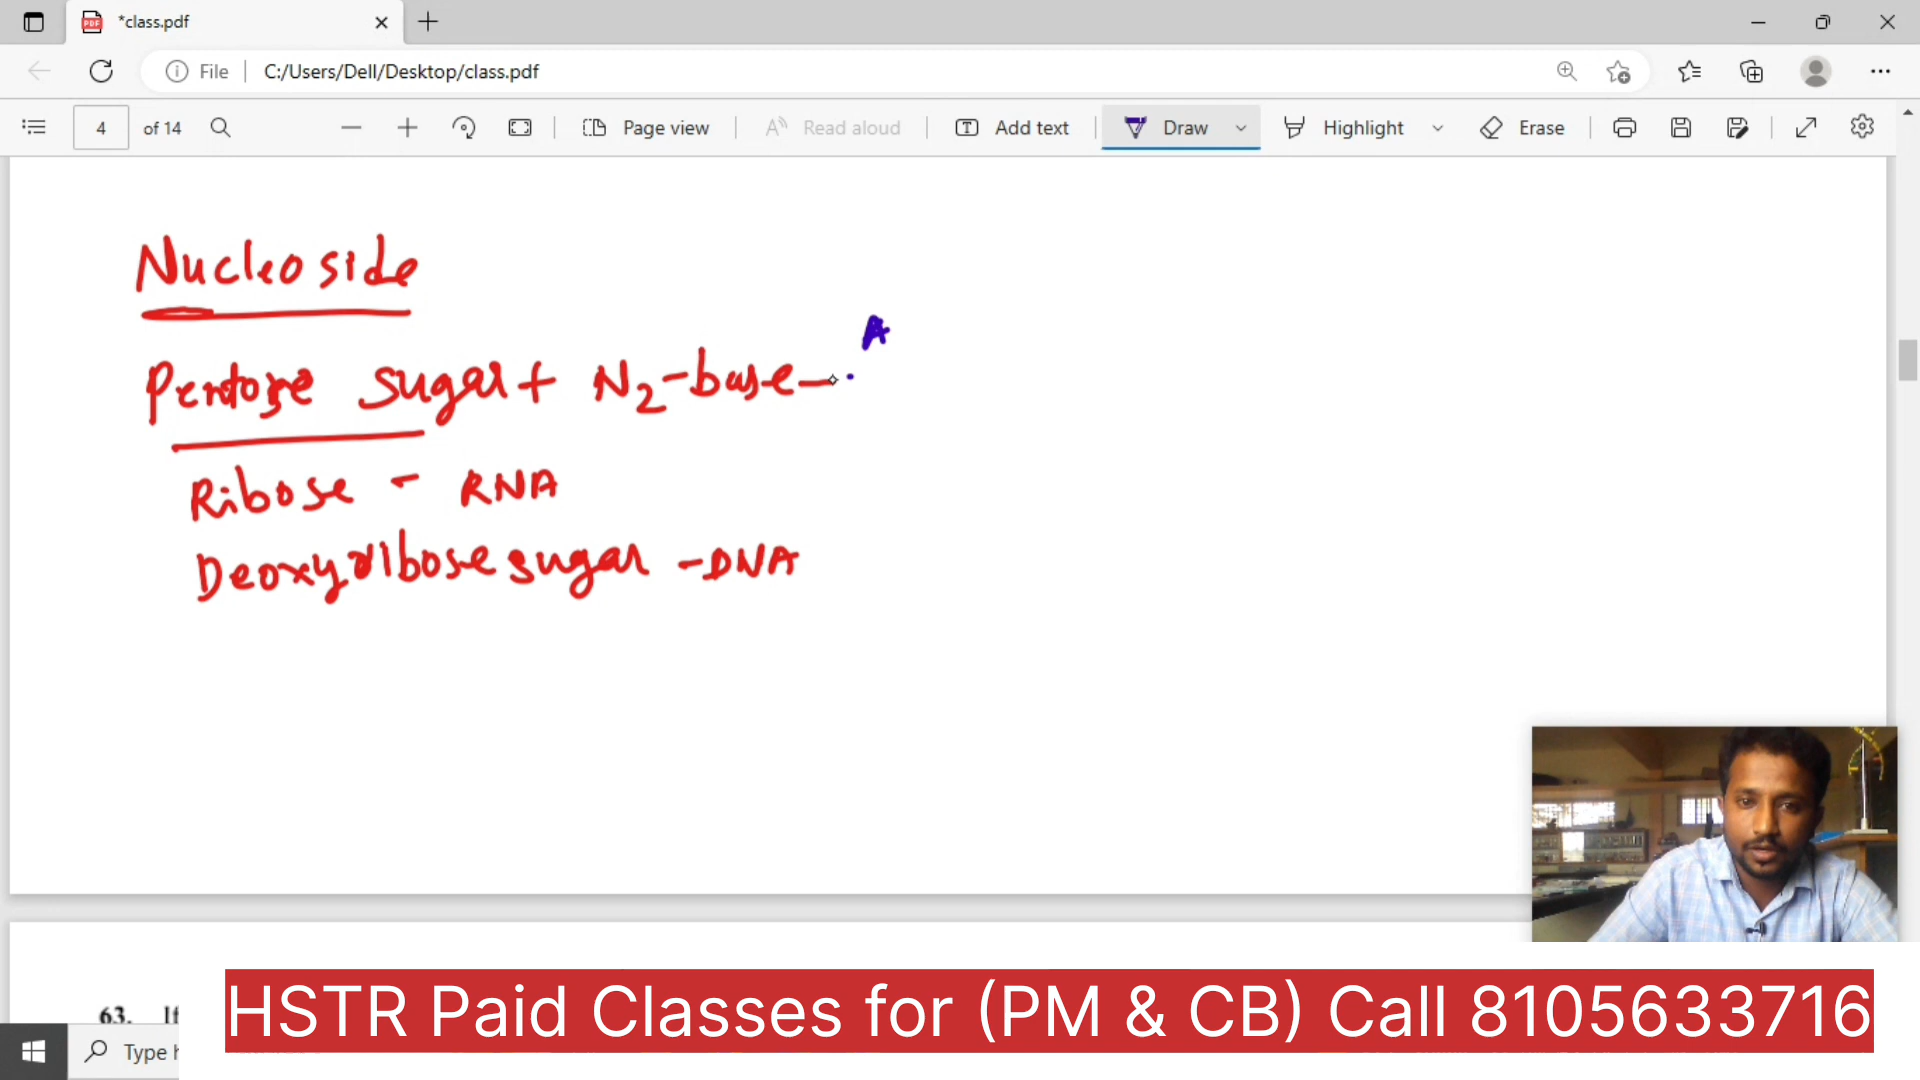 *class.pdf
File C:/Users/Dell/Desktop/class.pdf
4 of 14 Page view Read aloud Add text Draw Highlight Erase
Nucleoside
A
Pentose sugar + N2-base -
Ribose - RNA
Deoxyribose sugar - DNA
63. If
HSTR Paid Classes for (PM & CB) Call 8105633716
Type h